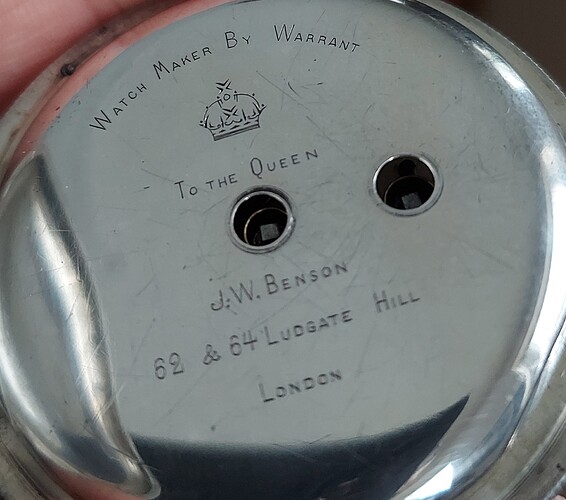 Watch Maker By Warrant
To the Queen
J.W. Benson
62 & 64 Ludgate Hill
London